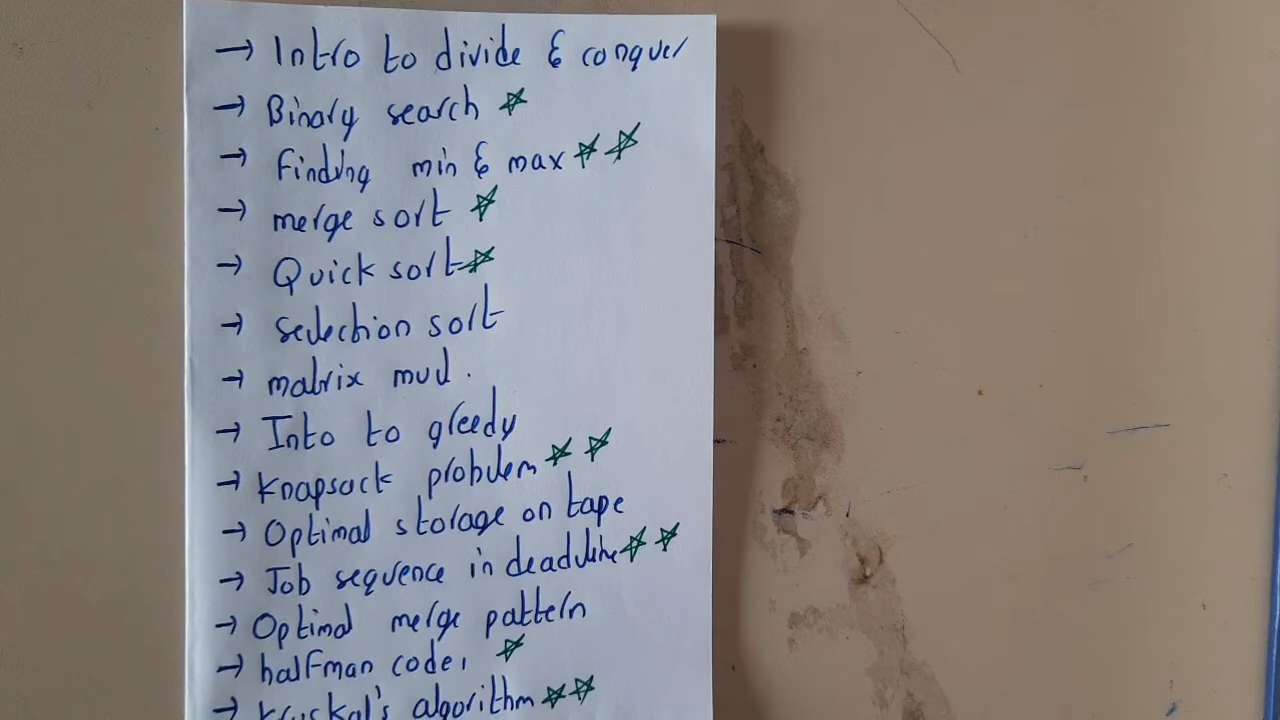 → Intro to divide & conquer
→ Binary search ☆
→ Finding min & max ☆ ☆
→ merge sort ☆
→ Quick sort ☆
→ selection sort
→ matrix mul.
→ Into to greedy
→ Knapsack problem ☆ ☆
→ Optimal storage on tape
→ Job sequence in deadline ☆ ☆
→ Optimal merge pattern
→ halfman code, ☆
→ kruskal's algorithm ☆ ☆